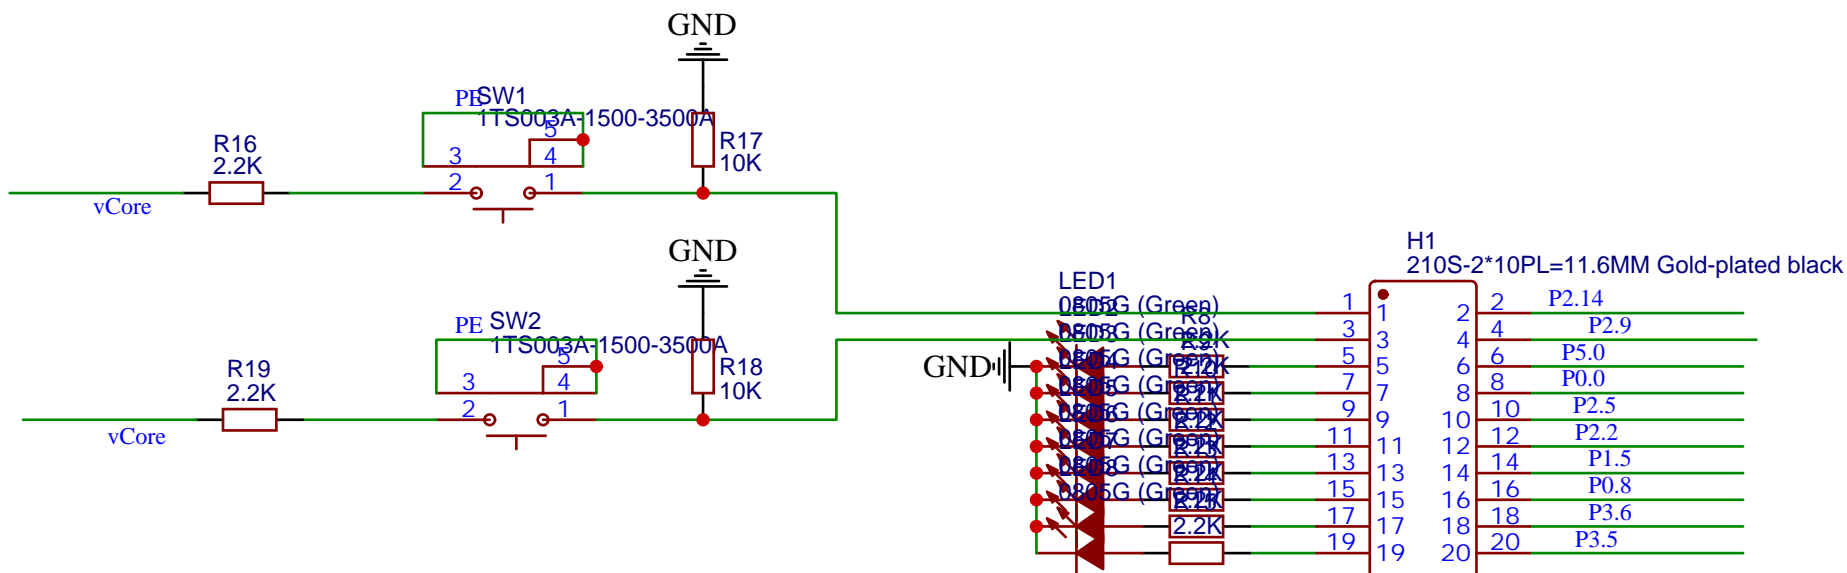 GND
SW1
PE
1TS003A-1500-3500A
5
R16
2.2K
3
4
R17
10K
2
1
vCore
GND
SW2
PE
1TS003A-1500-3500A
5
R19
2.2K
3
4
R18
10K
2
1
vCore
H1
210S-2*10PL=11.6MM Gold-plated black
LED1
0805G (Green)
R8
GND
0805G (Green)
2.2K
1 1 2 2 P2.14
3 3 4 4 P2.9
5 5 6 6 P5.0
7 7 8 8 P0.0
9 9 10 10 P2.5
11 11 12 12 P2.2
13 13 14 14 P1.5
15 15 16 16 P0.8
17 17 18 18 P3.6
19 19 20 20 P3.5